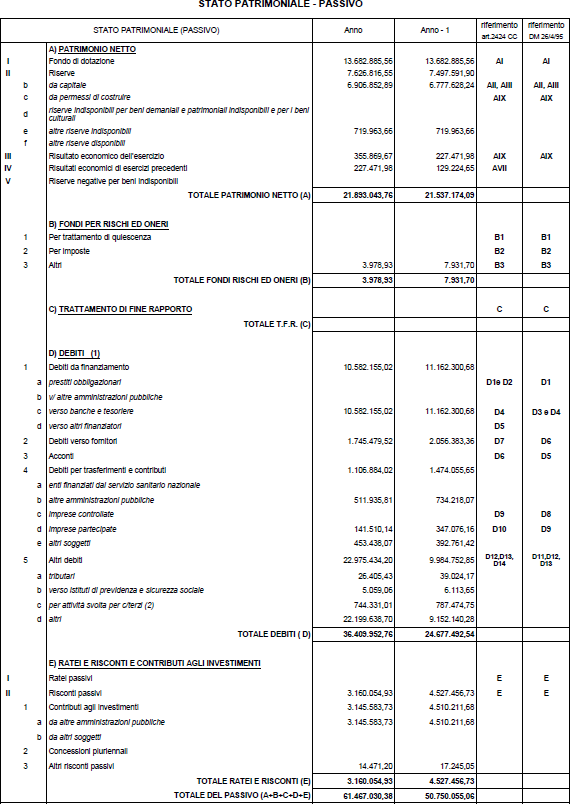 STATO PATRIMONIALE - PASSIVO
STATO PATRIMONIALE (PASSIVO) Anno Anno - 1 riferimento art.2424 CC riferimento DM 26/4/95
A) PATRIMONIO NETTO
I Fondo di dotazione 13.682.885,56 13.682.885,56 AI AI
II Riserve 7.626.816,55 7.497.591,90
b da capitale 6.906.852,89 6.777.628,24 AII, AIII AII, AIII
c da permessi di costruire AIX AIX
d riserve indisponibili per beni demaniali e patrimoniali indisponibili e per i beni
culturali
e altre riserve indisponibili 719.963,66 719.963,66
f altre riserve disponibili
III Risultato economico dell'esercizio 355.869,67 227.471,98 AIX AIX
IV Risultati economici di esercizi precedenti 227.471,98 129.224,65 AVII
V Riserve negative per beni indisponibili
TOTALE PATRIMONIO NETTO (A) 21.893.043,76 21.537.174,09
B) FONDI PER RISCHI ED ONERI
1 Per trattamento di quiescenza B1 B1
2 Per imposte B2 B2
3 Altri 3.978,93 7.931,70 B3 B3
TOTALE FONDI RISCHI ED ONERI (B) 3.978,93 7.931,70
C) TRATTAMENTO DI FINE RAPPORTO C C
TOTALE T.F.R. (C)
D) DEBITI (1)
1 Debiti da finanziamento 10.582.155,02 11.162.300,68
a prestiti obbligazionari D1e D2 D1
b v/ altre amministrazioni pubbliche
c verso banche e tesoriere 10.582.155,02 11.162.300,68 D4 D3 e D4
d verso altri finanziatori D5
2 Debiti verso fornitori 1.745.479,52 2.056.383,36 D7 D6
3 Acconti D6 D5
4 Debiti per trasferimenti e contributi 1.106.884,02 1.474.055,65
a enti finanziati dal servizio sanitario nazionale
b altre amministrazioni pubbliche 511.935,81 734.218,07
c imprese controllate D9 D8
d imprese partecipate 141.510,14 347.076,16 D10 D9
e altri soggetti 453.438,07 392.761,42
5 Altri debiti 22.975.434,20 9.984.752,85 D12,D13, D14 D11,D12, D13
a tributari 26.405,43 39.024,17
b verso istituti di previdenza e sicurezza sociale 5.059,06 6.113,65
c per attività svolta per c/terzi (2) 744.331,01 787.474,75
d altri 22.199.638,70 9.152.140,28
TOTALE DEBITI ( D) 36.409.952,76 24.677.492,54
E) RATEI E RISCONTI E CONTRIBUTI AGLI INVESTIMENTI
I Ratei passivi E E
II Risconti passivi 3.160.054,93 4.527.456,73 E E
1 Contributi agli investimenti 3.145.583,73 4.510.211,68
a da altre amministrazioni pubbliche 3.145.583,73 4.510.211,68
b da altri soggetti
2 Concessioni pluriennali
3 Altri risconti passivi 14.471,20 17.245,05
TOTALE RATEI E RISCONTI (E) 3.160.054,93 4.527.456,73
TOTALE DEL PASSIVO (A+B+C+D+E) 61.467.030,38 50.750.055,06